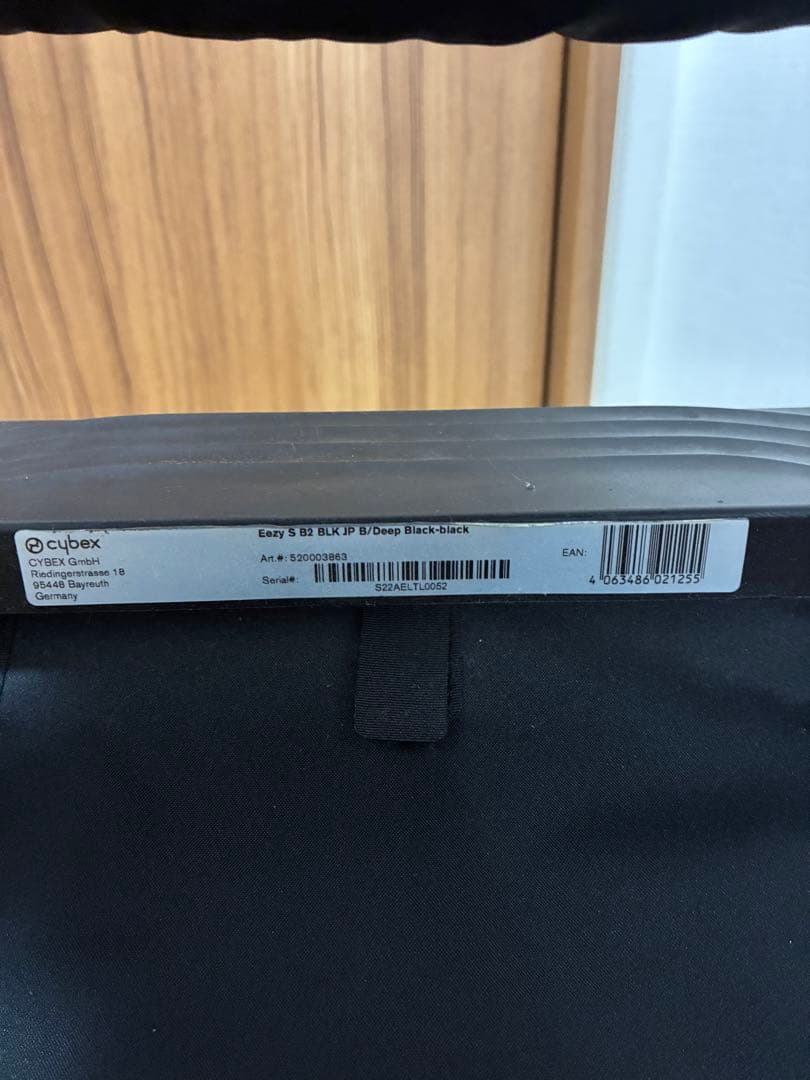 cybex
CYBEX GmbH
Riedingerstrasse 18
95448 Bayreuth
Germany
Eezy S B2 BLK JP B/Deep Black-black
Art.#: 520003863
Serial#:
S22AELTL0052
EAN:
4 063486 021255